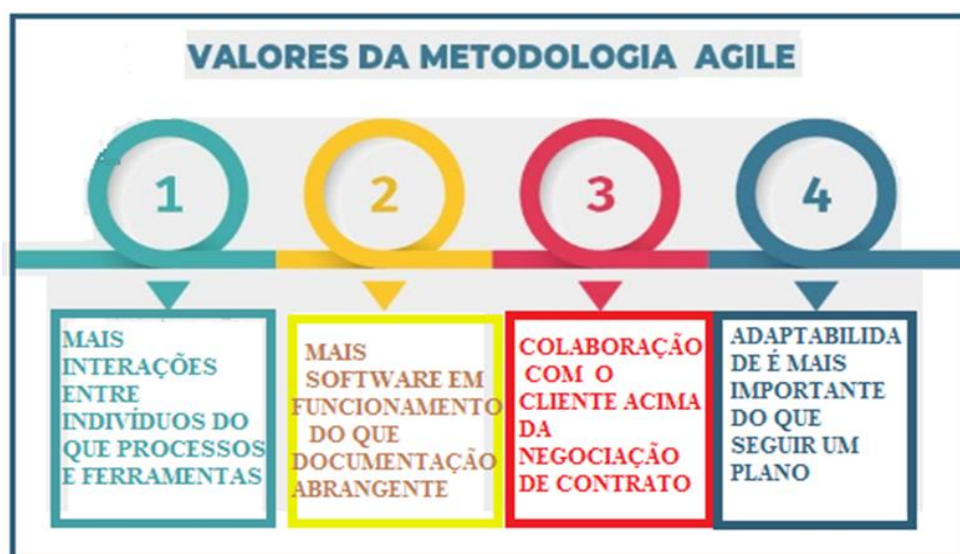 VALORES DA METODOLOGIA AGILE
1
2
3
4
MAIS
INTERAÇÕES
ENTRE
INDIVÍDUOS DO
QUE PROCESSOS
E FERRAMENTAS
MAIS
SOFTWARE EM
FUNCIONAMENTO
DO QUE
DOCUMENTAÇÃO
ABRANGENTE
COLABORAÇÃO
COM O
CLIENTE ACIMA
DA
NEGOCIAÇÃO
DE CONTRATO
ADAPTABILIDA
DE É MAIS
IMPORTANTE
DO QUE
SEGUIR UM
PLANO